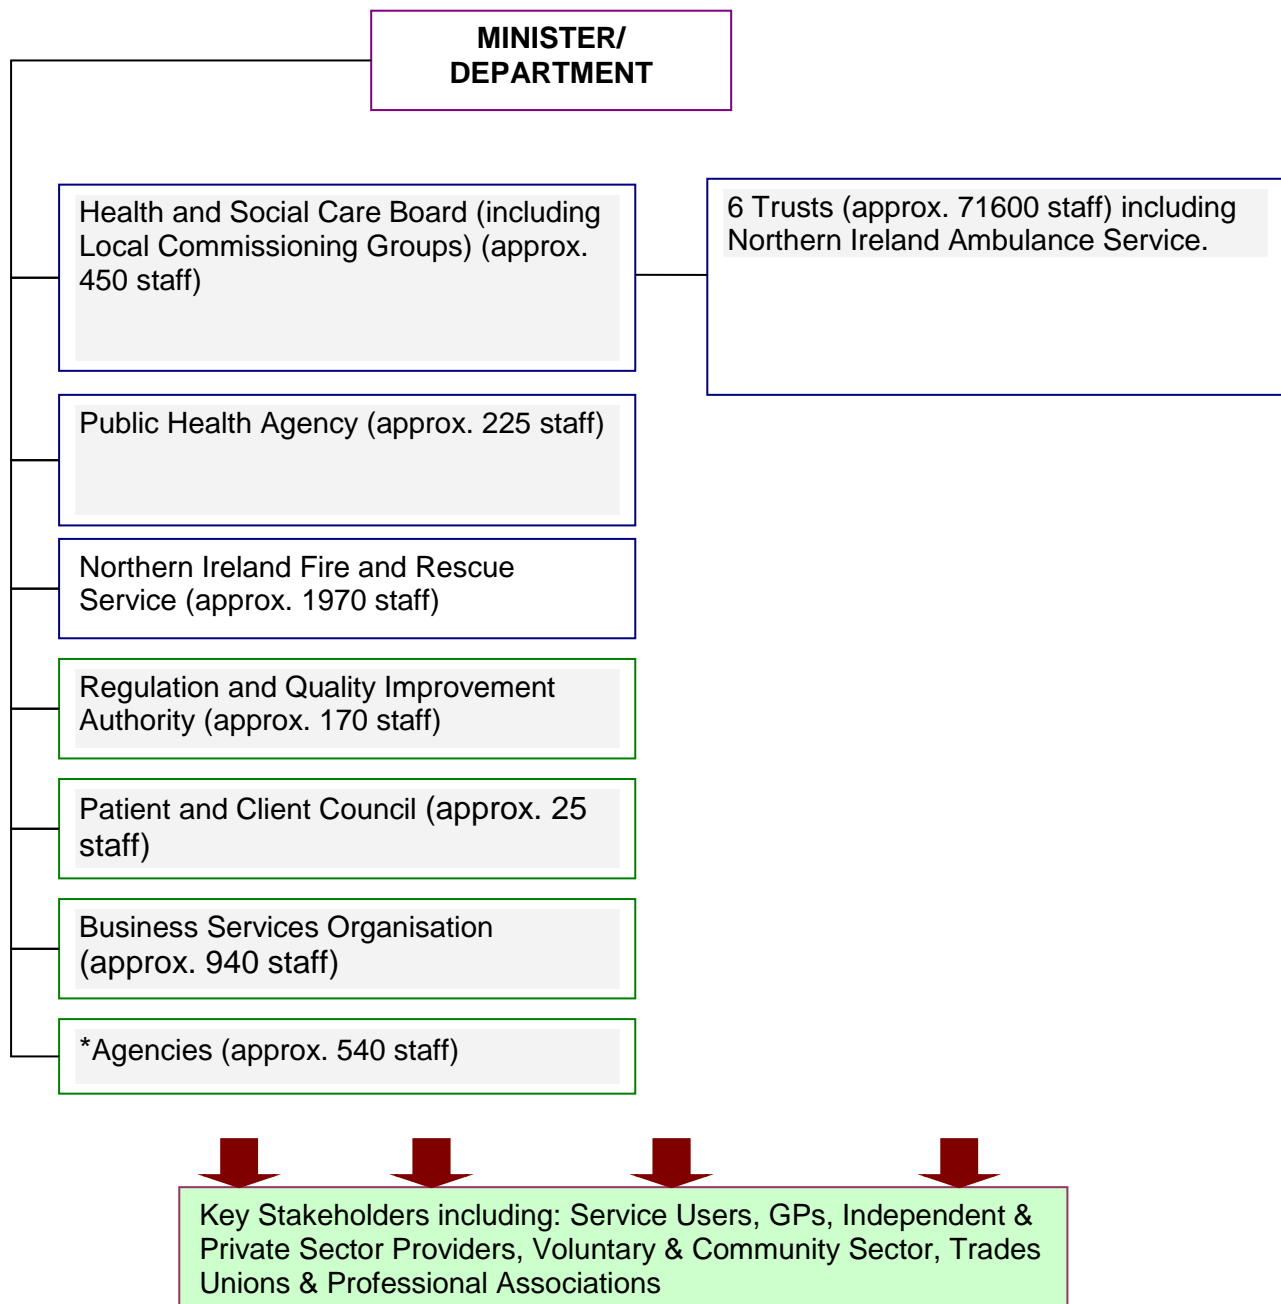 MINISTER/
DEPARTMENT
Health and Social Care Board (including
Local Commissioning Groups) (approx.
450 staff)
6 Trusts (approx. 71600 staff) including
Northern Ireland Ambulance Service.
Public Health Agency (approx. 225 staff)
Northern Ireland Fire and Rescue
Service (approx. 1970 staff)
Regulation and Quality Improvement
Authority (approx. 170 staff)
Patient and Client Council (approx. 25
staff)
Business Services Organisation
(approx. 940 staff)
*Agencies (approx. 540 staff)
Key Stakeholders including: Service Users, GPs, Independent &
Private Sector Providers, Voluntary & Community Sector, Trades
Unions & Professional Associations